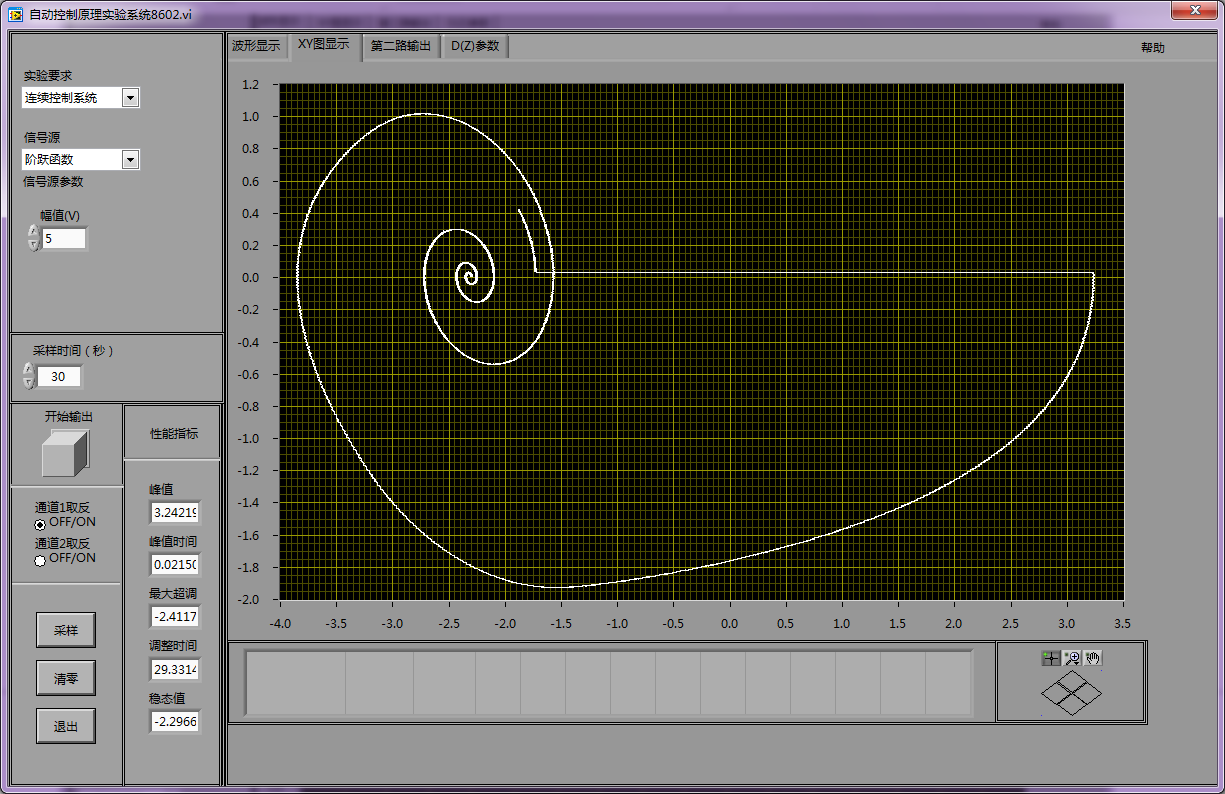 自动控制原理实验系统8602.vi
波形显示 XY图显示 第二路输出 D(Z)参数 帮助
实验要求
连续控制系统
信号源
阶跃函数
信号源参数
幅值(V)
5
采样时间（秒）
30
开始输出
性能指标
通道1取反
OFF/ON
通道2取反
OFF/ON
峰值
3.24219
峰值时间
0.02150
最大超调
-2.4117
调整时间
29.3314
稳态值
-2.2966
采样
清零
退出
1.2
1.0
0.8
0.6
0.4
0.2
0.0
-0.2
-0.4
-0.6
-0.8
-1.0
-1.2
-1.4
-1.6
-1.8
-2.0
-4.0 -3.5 -3.0 -2.5 -2.0 -1.5 -1.0 -0.5 0.0 0.5 1.0 1.5 2.0 2.5 3.0 3.5